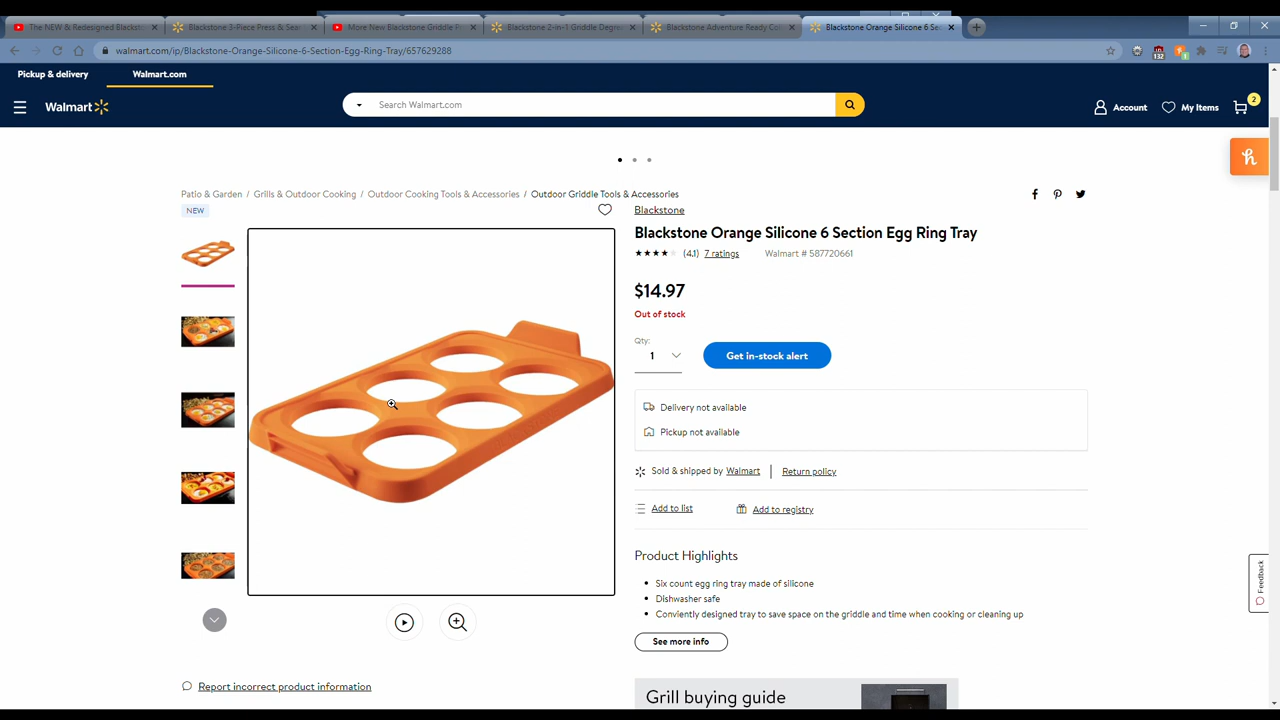 The NEW & Redesigned Blackst
Blackstone 3-Piece Press & Sear
More New Blackstone Griddle P
Blackstone 2-in-1 Griddle Degre
Blackstone Adventure Ready Col
Blackstone Orange Silicone 6 Se
walmart.com/ip/Blackstone-Orange-Silicone-6-Section-Egg-Ring-Tray/657629288
132
1
Pickup & delivery
Walmart.com
Walmart
Search Walmart.com
Account
My Items
2
h
Patio & Garden / Grills & Outdoor Cooking / Outdoor Cooking Tools & Accessories / Outdoor Griddle Tools & Accessories
NEW
Blackstone
Blackstone Orange Silicone 6 Section Egg Ring Tray
(4.1) 7 ratings Walmart # 587720661
$14.97
Out of stock
Qty:
1
Get in-stock alert
Delivery not available
Pickup not available
Sold & shipped by Walmart | Return policy
Add to list
Add to registry
Product Highlights
Six count egg ring tray made of silicone
Dishwasher safe
Conviently designed tray to save space on the griddle and time when cooking or cleaning up
See more info
Feedback
Report incorrect product information
Grill buying guide